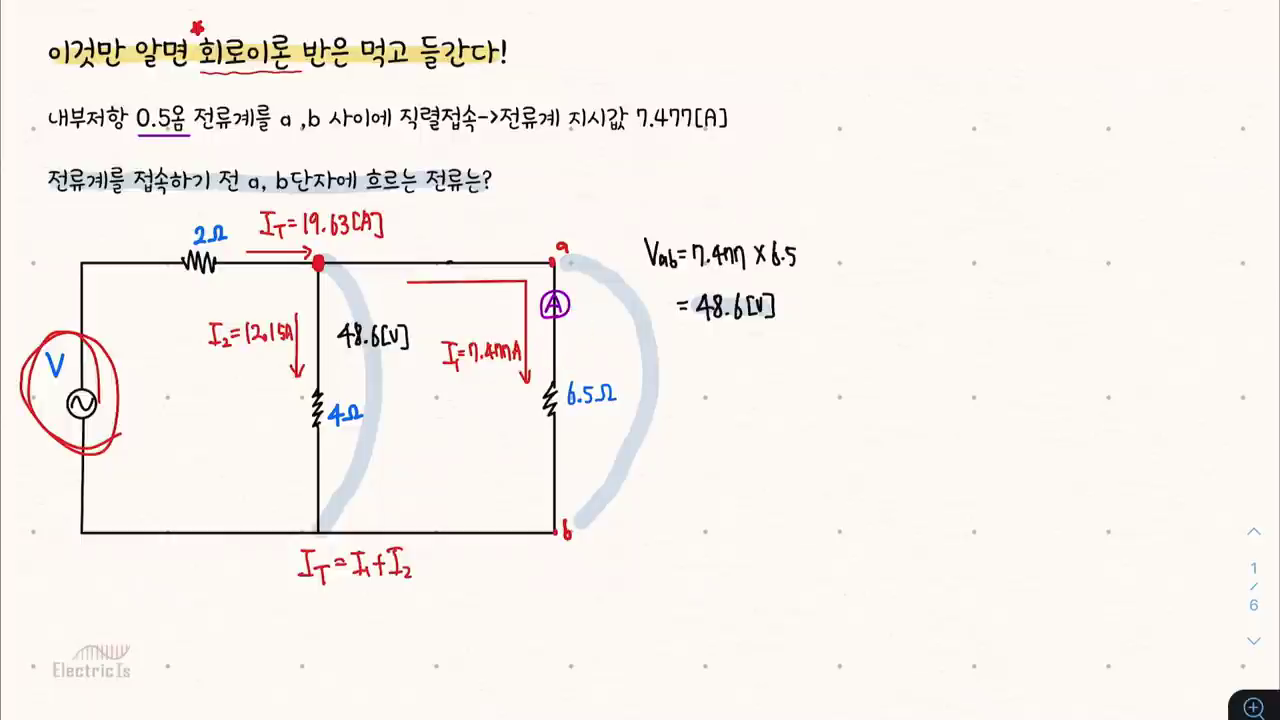 이것만 알면 회로이론 반은 먹고 들간다!
내부저항 0.5옴 전류계를 a ,b 사이에 직렬접속->전류계 지시값 7.477[A]
전류계를 접속하기 전 a, b단자에 흐르는 전류는?
I_T=19.63[A]
2Ω
a
V_ab=7.477×6.5
=48.6[V]
A
I_2=12.15A
48.6[V]
I_1=7.477A
V
6.5Ω
4Ω
b
I_T=I_1+I_2
1
/
6
ElectricIs